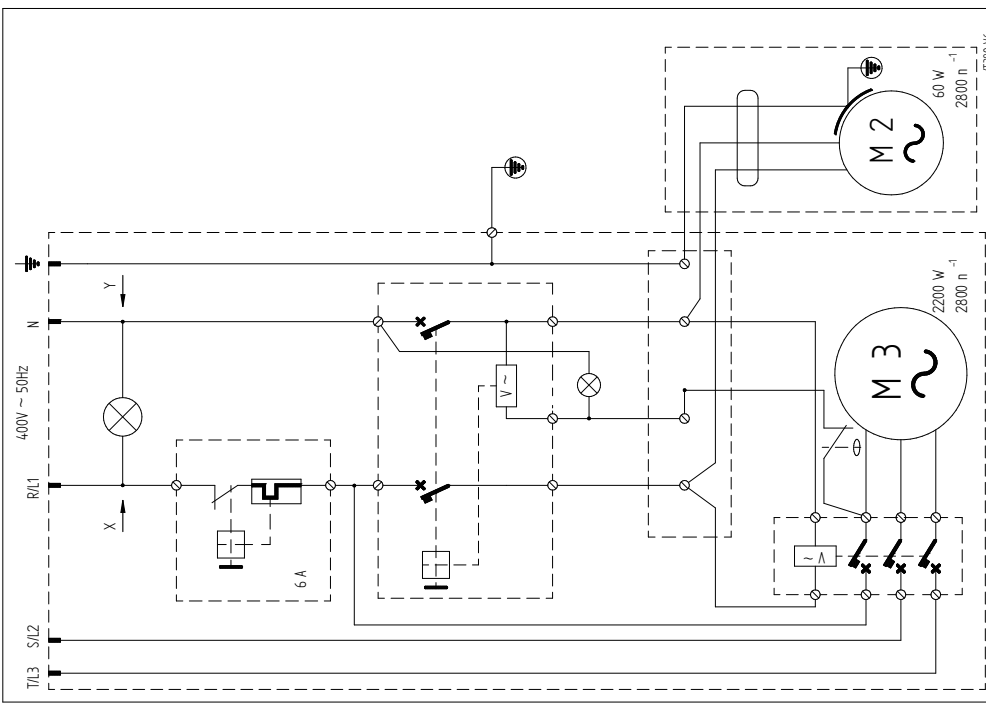 T/L3
S/L2
R/L1
400V ~ 50Hz
N
X
Y
6 A
V ~
V ~
M 3
2200 W
2800 n⁻¹
M 2
60 W
2800 n⁻¹